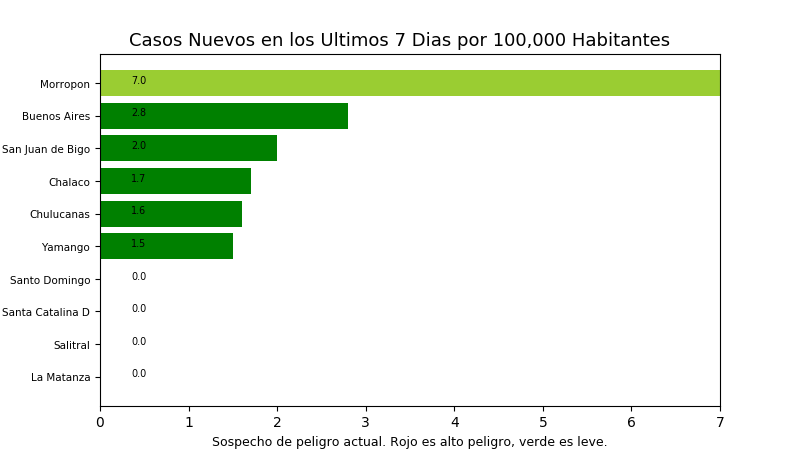 Casos Nuevos en los Ultimos 7 Dias por 100,000 Habitantes
Morropon 7.0
Buenos Aires 2.8
San Juan de Bigo 2.0
Chalaco 1.7
Chulucanas 1.6
Yamango 1.5
Santo Domingo 0.0
Santa Catalina D 0.0
Salitral 0.0
La Matanza 0.0
0 1 2 3 4 5 6 7
Sospecho de peligro actual. Rojo es alto peligro, verde es leve.